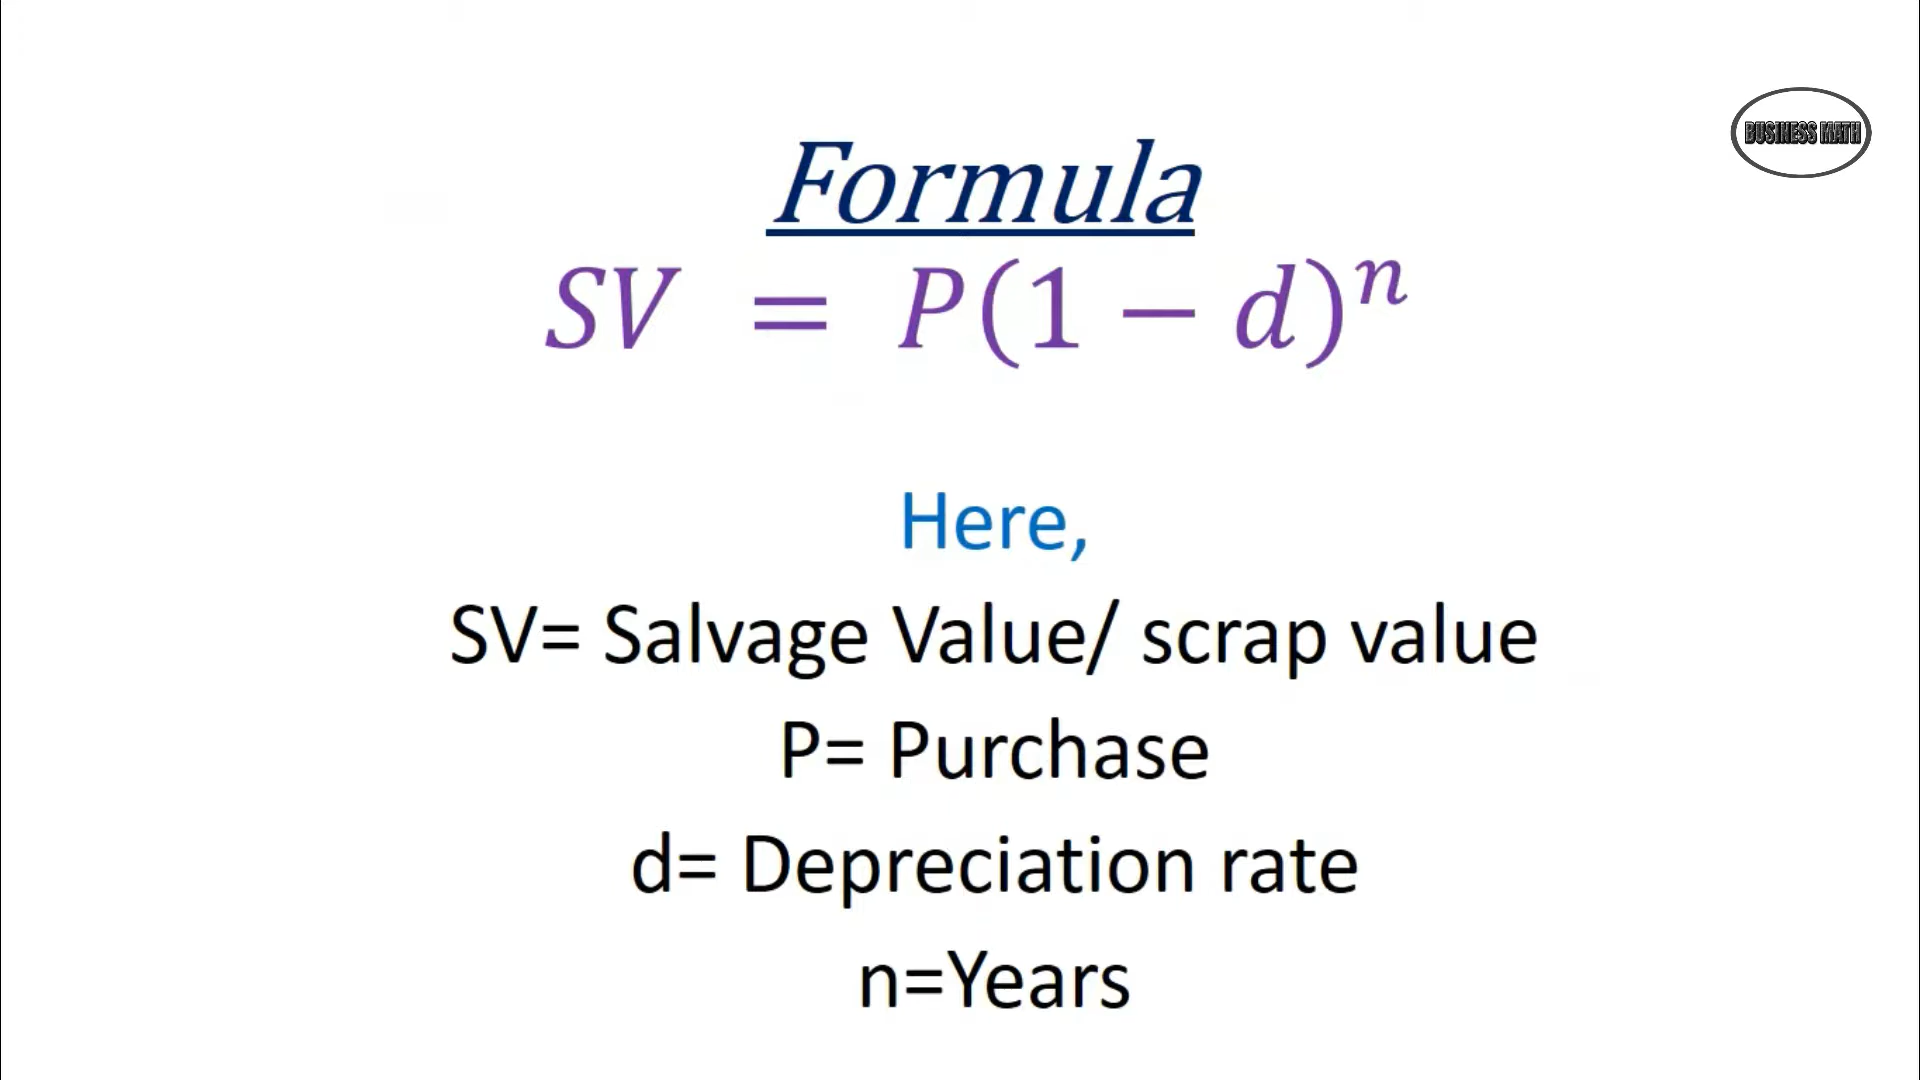 BUSINESS MATH
Formula
SV = P(1 − d)ⁿ
Here,
SV= Salvage Value/ scrap value
P= Purchase
d= Depreciation rate
n=Years